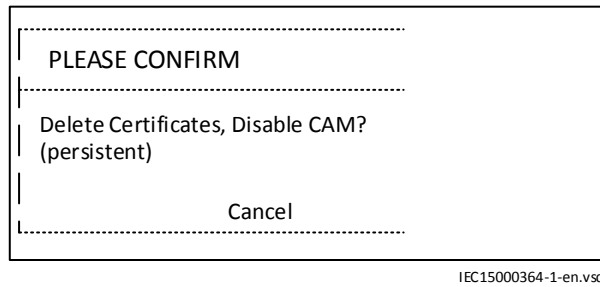 PLEASE CONFIRM
Delete Certificates, Disable CAM?
(persistent)
Cancel
IEC15000364-1-en.vsd